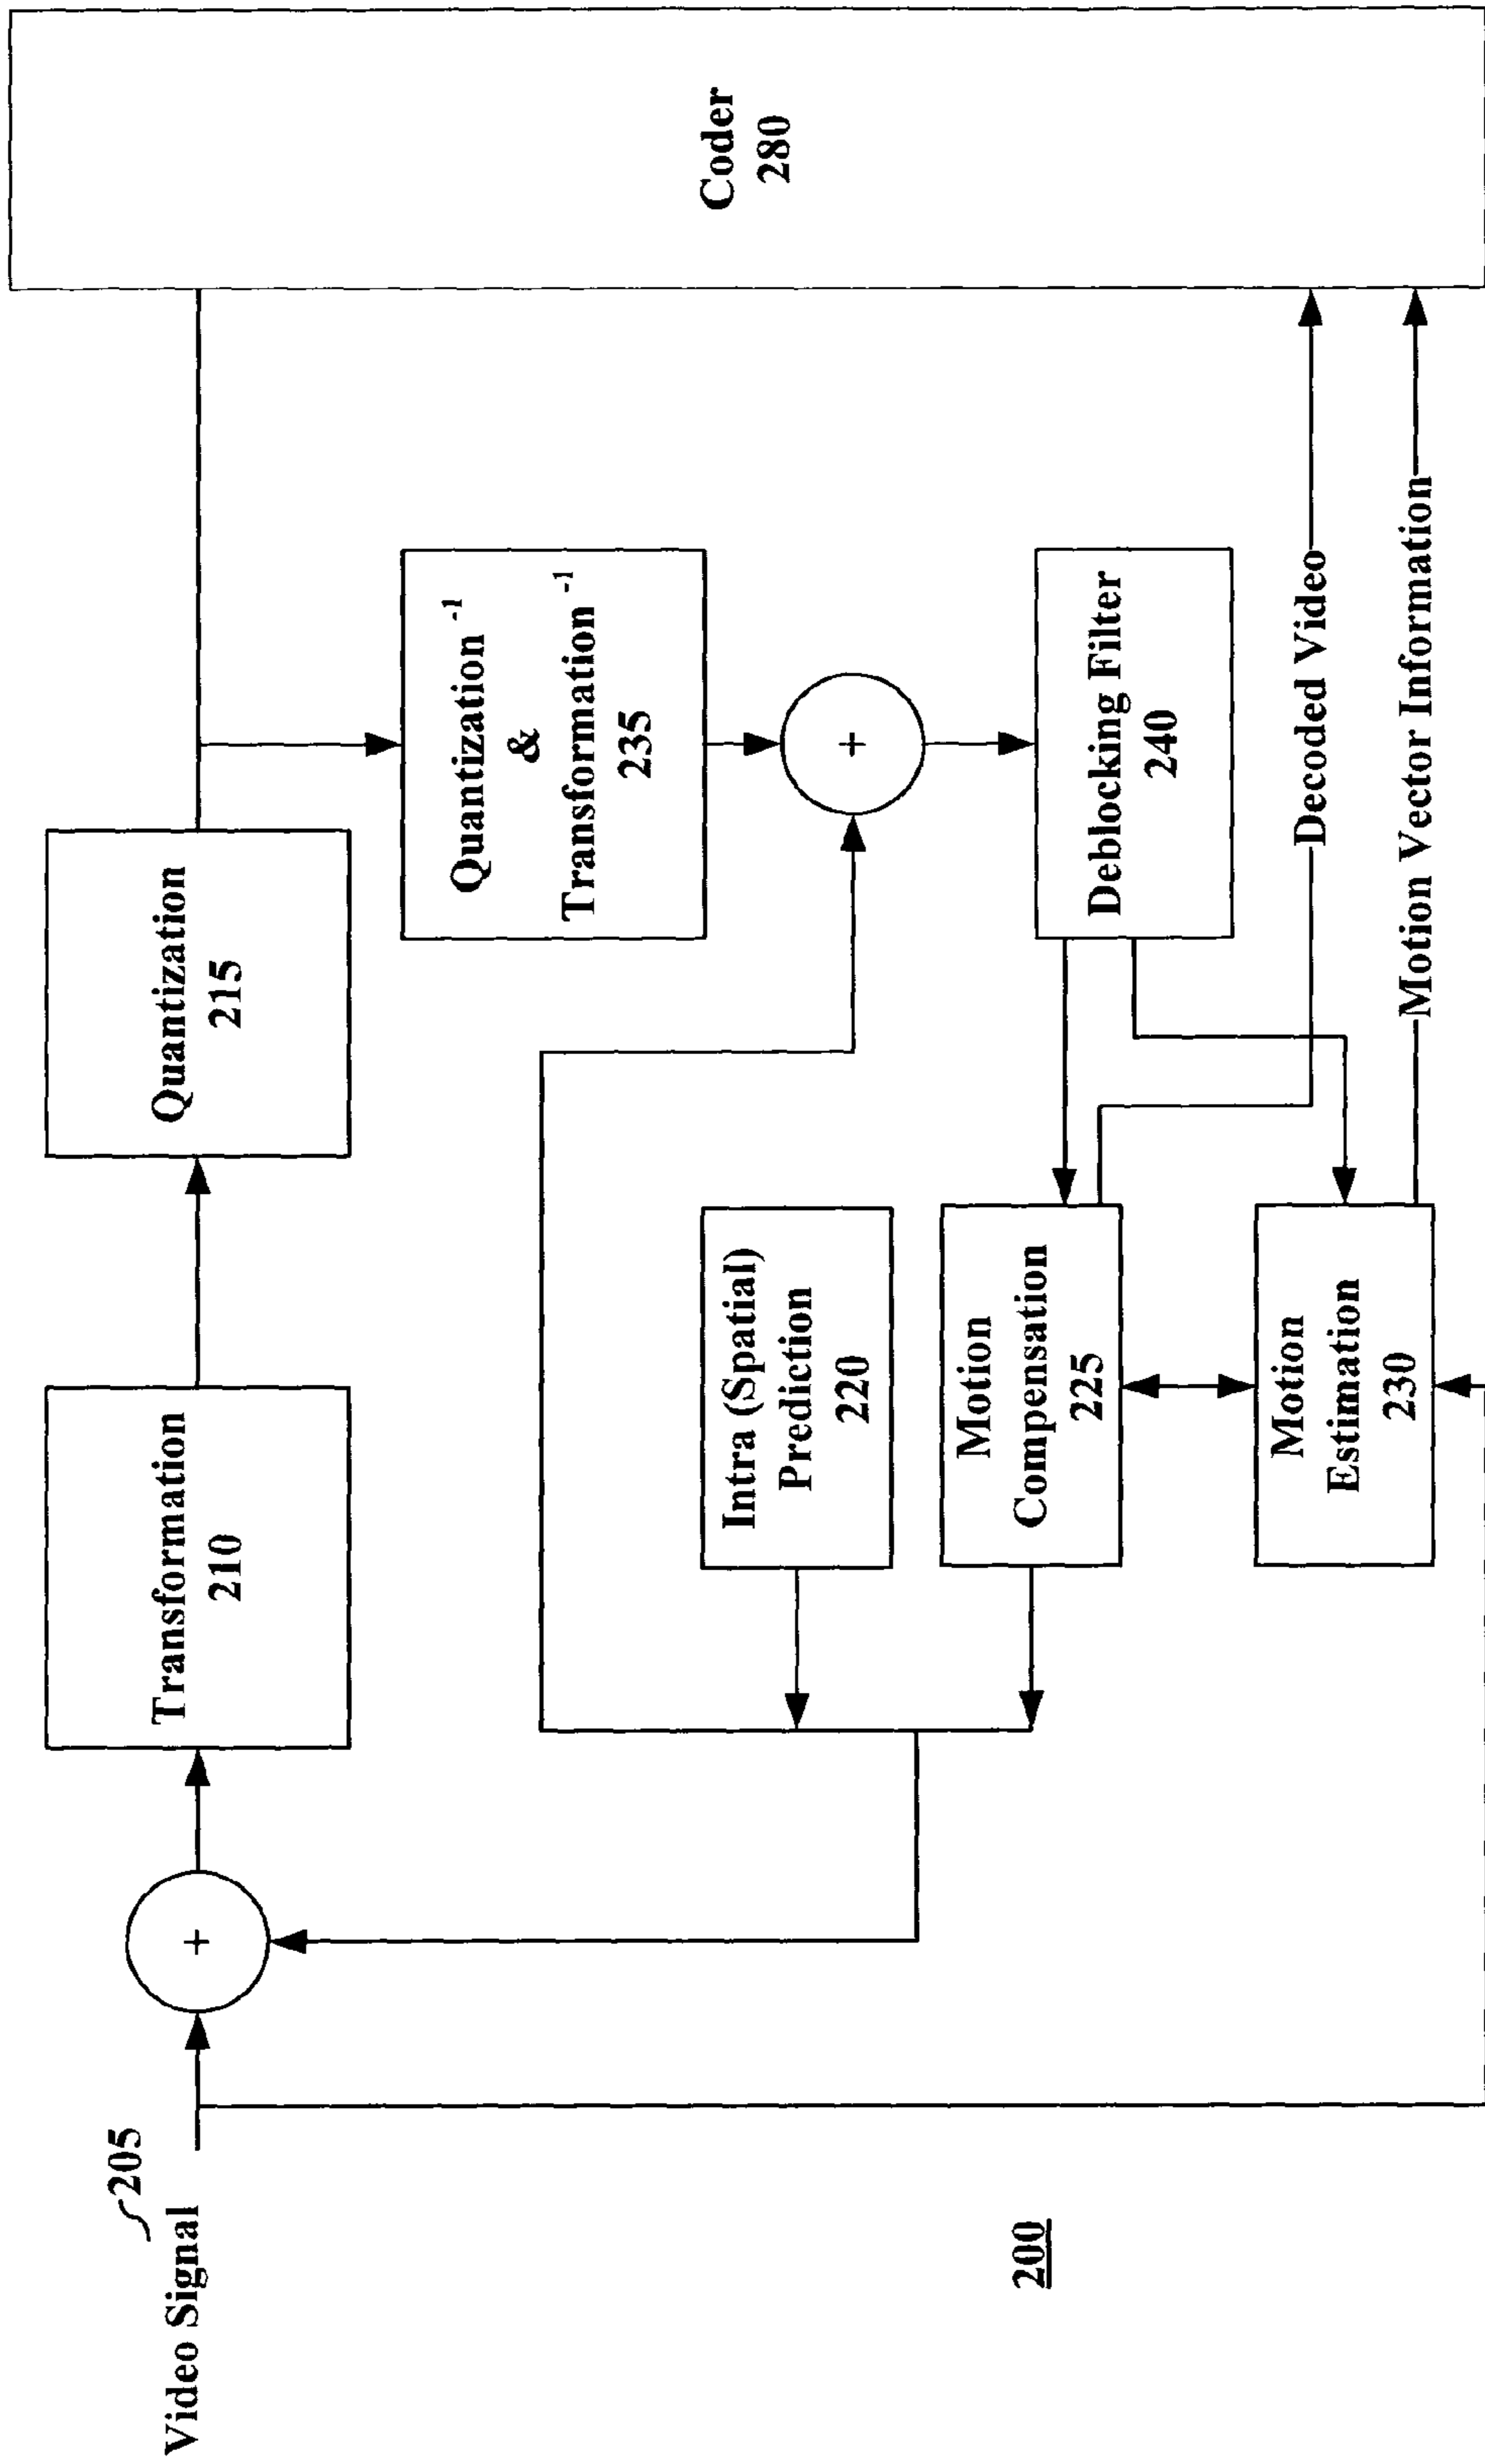 Video Signal
205
+
Transformation
210
Quantization
215
Coder
280
Quantization -1
&
Transformation -1
235
+
Intra (Spatial)
Prediction
220
Motion
Compensation
225
Deblocking Filter
240
Decoded Video
Motion
Estimation
230
Motion Vector Information
200